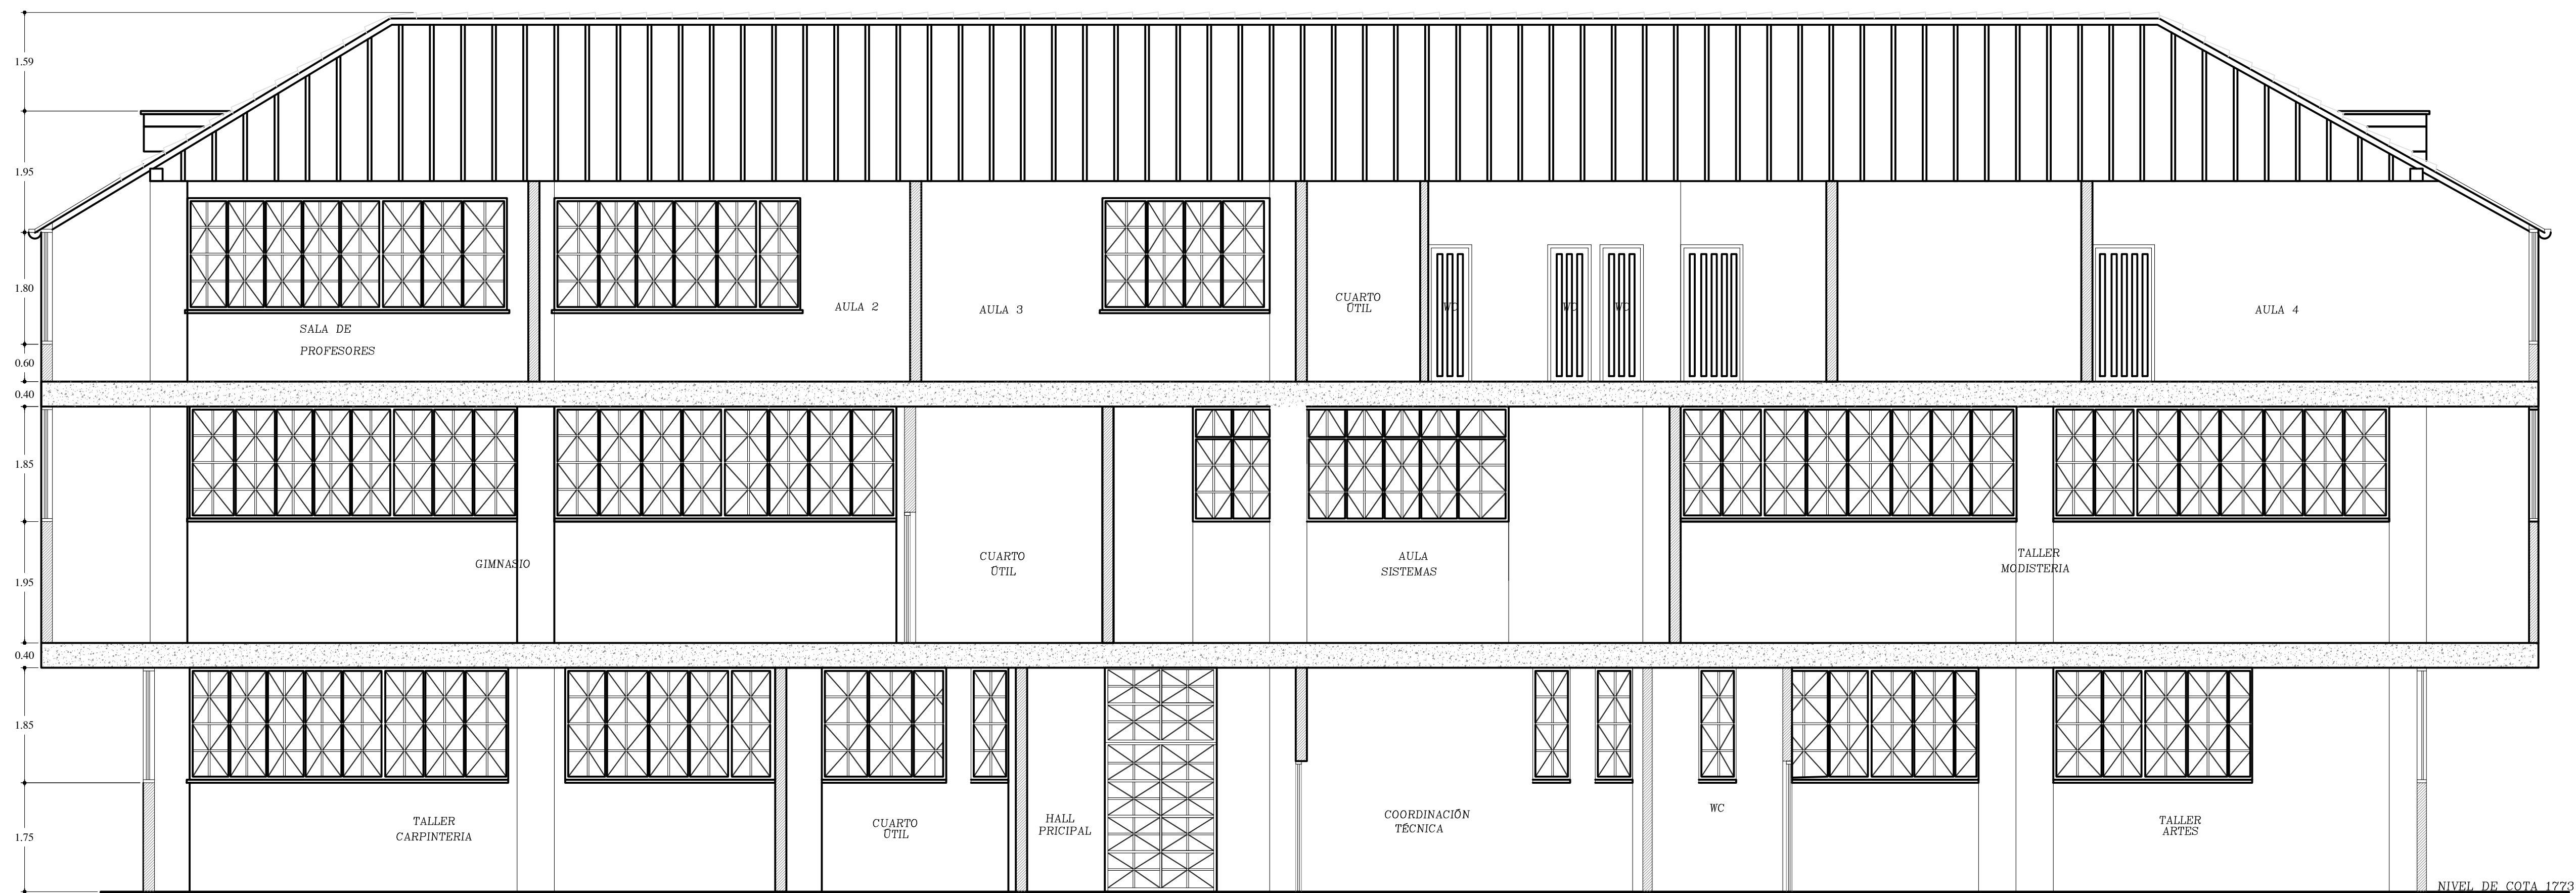 1.59
1.95
1.80
0.60
0.40
1.85
1.95
0.40
1.85
1.75
SALA DE
PROFESORES
AULA 2
AULA 3
CUARTO
ÚTIL
WC
WC
WC
AULA 4
GIMNASIO
CUARTO
ÚTIL
AULA
SISTEMAS
TALLER
MODISTERIA
TALLER
CARPINTERIA
CUARTO
ÚTIL
HALL
PRICIPAL
COORDINACIÓN
TÉCNICA
WC
TALLER
ARTES
NIVEL DE COTA 1773